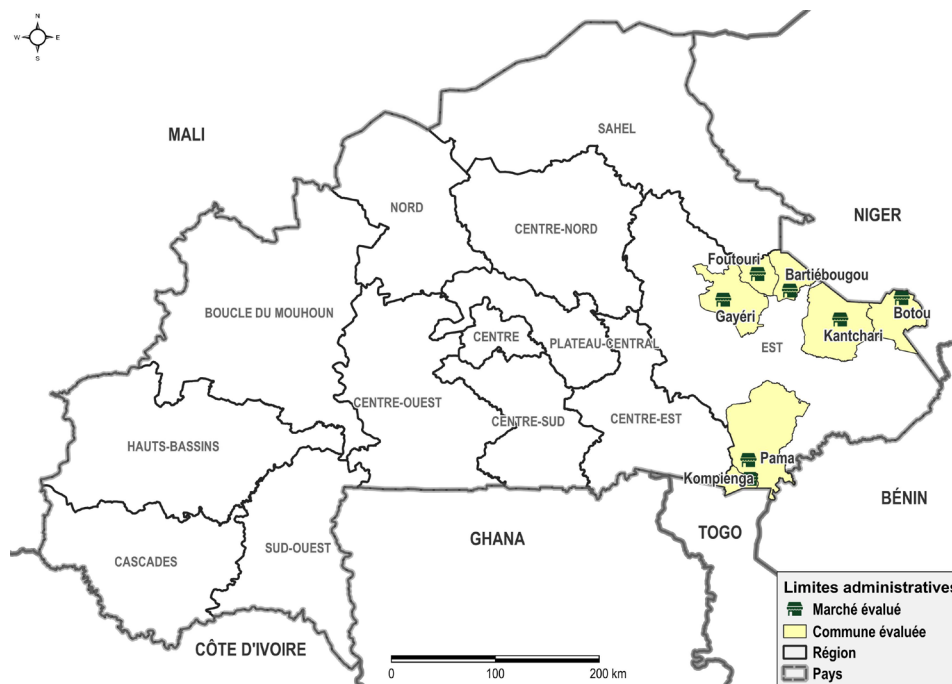 N
W E
S
MALI
SAHEL
NORD
CENTRE-NORD
NIGER
Foutouri
Bartiébougou
BOUCLE DU MOUHOUN
Gayéri
Botou
CENTRE
PLATEAU-CENTRAL
Kantchari
EST
CENTRE-OUEST
CENTRE-SUD
CENTRE-EST
HAUTS-BASSINS
Pama
Kompienga
BÉNIN
TOGO
GHANA
SUD-OUEST
CASCADES
CÔTE D'IVOIRE
0 100 200 km
Limites administratives
Marché évalué
Commune évaluée
Région
Pays